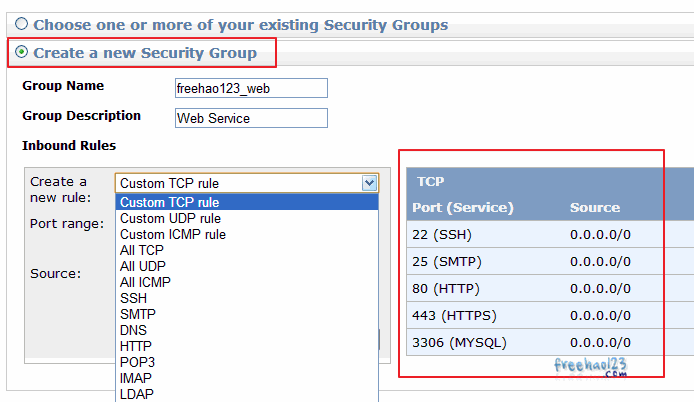 Choose one or more of your existing Security Groups
Create a new Security Group
Group Name
freehao123_web
Group Description
Web Service
Inbound Rules
Create a new rule:
Custom TCP rule
Custom TCP rule
Custom UDP rule
Custom ICMP rule
All TCP
All UDP
All ICMP
SSH
SMTP
DNS
HTTP
POP3
IMAP
LDAP
Port range:
Source:
TCP
Port (Service) Source
22 (SSH) 0.0.0.0/0
25 (SMTP) 0.0.0.0/0
80 (HTTP) 0.0.0.0/0
443 (HTTPS) 0.0.0.0/0
3306 (MYSQL) 0.0.0.0/0
freehao123
.com